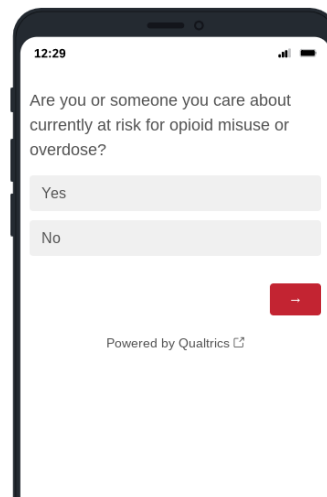 12:29
Are you or someone you care about
currently at risk for opioid misuse or
overdose?
Yes
No
→
Powered by Qualtrics